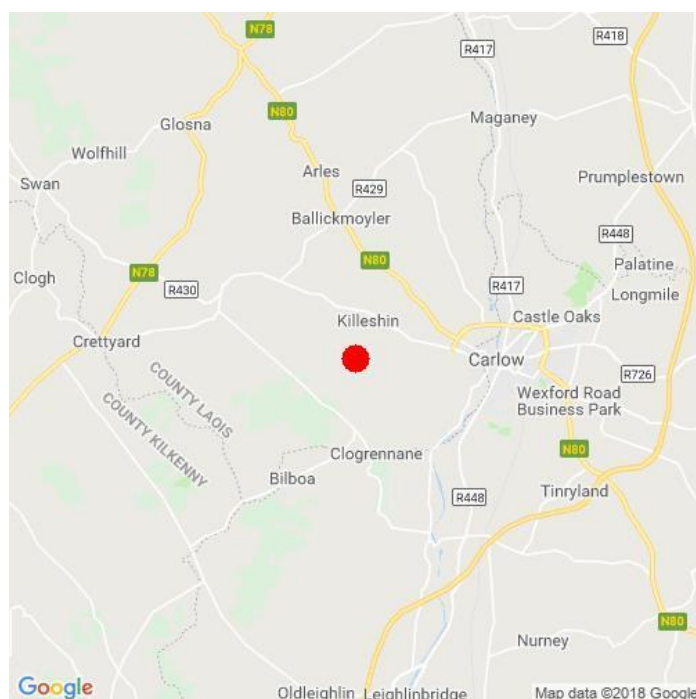 N78
R417
R418
N80
Maganey
Glosna
Wolfhill
Arles
Prumplestown
Swan
R429
Ballickmoyler
R448
N80
Palatine
Clogh
N78
R430
R417
Longmile
Killeshin
Castle Oaks
Crettyard
Carlow
R726
COUNTY LAOIS
Wexford Road
Business Park
COUNTY KILKENNY
Clogrennane
N80
Bilboa
R448
Tinryland
N80
Nurney
Google
Oldleighlin
Leighlinbridge
Map data ©2018 Google